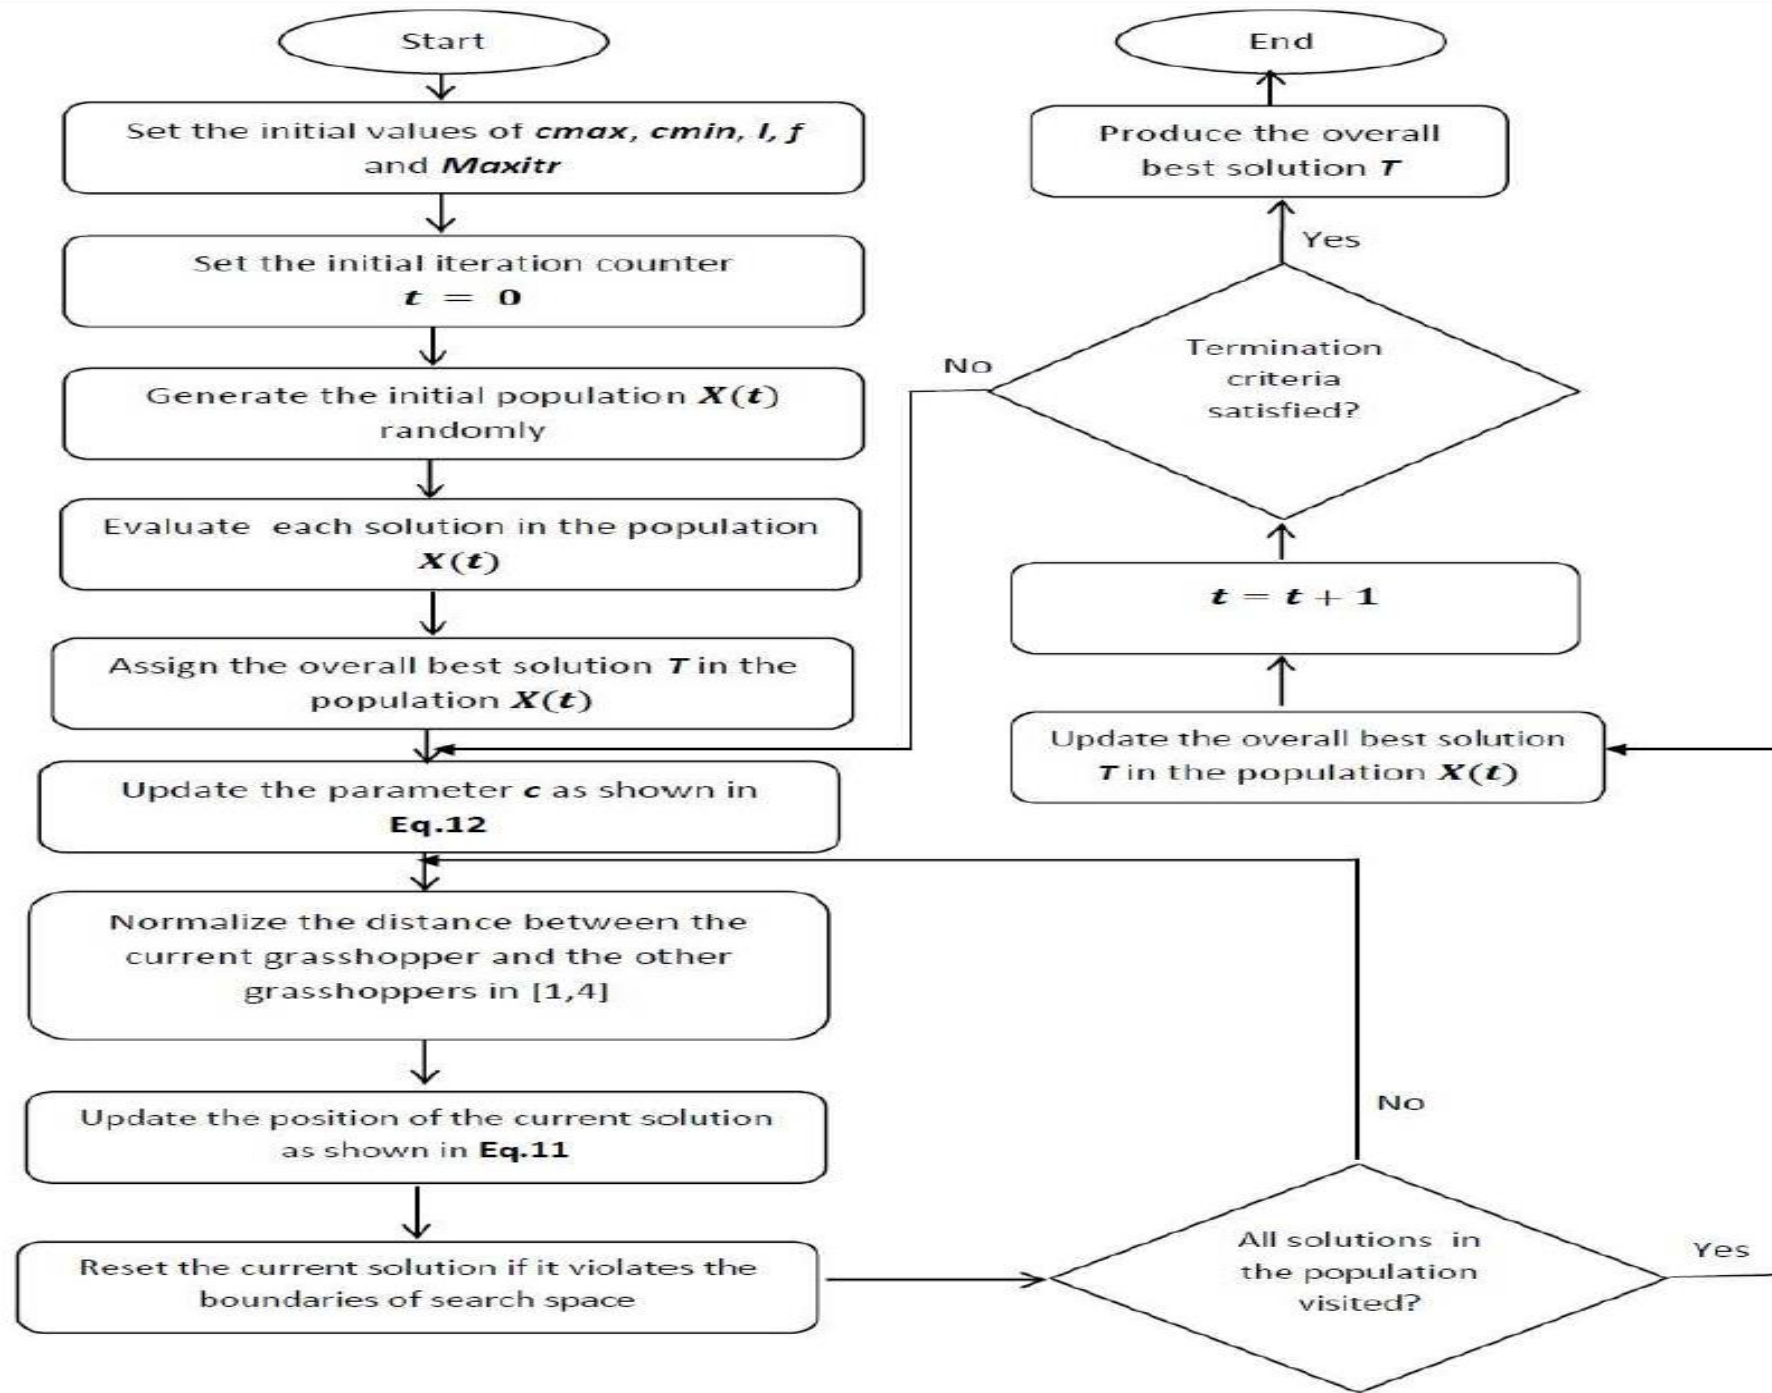 Start
Set the initial values of cmax, cmin, l, f
and Maxitr
Set the initial iteration counter
t = 0
Generate the initial population X(t)
randomly
Evaluate each solution in the population
X(t)
Assign the overall best solution T in the
population X(t)
Update the parameter c as shown in
Eq.12
Normalize the distance between the
current grasshopper and the other
grasshoppers in [1,4]
Update the position of the current solution
as shown in Eq.11
Reset the current solution if it violates the
boundaries of search space
All solutions in
the population
visited?
No
Yes
Update the overall best solution
T in the population X(t)
t = t + 1
Termination
criteria
satisfied?
No
Yes
Produce the overall
best solution T
End